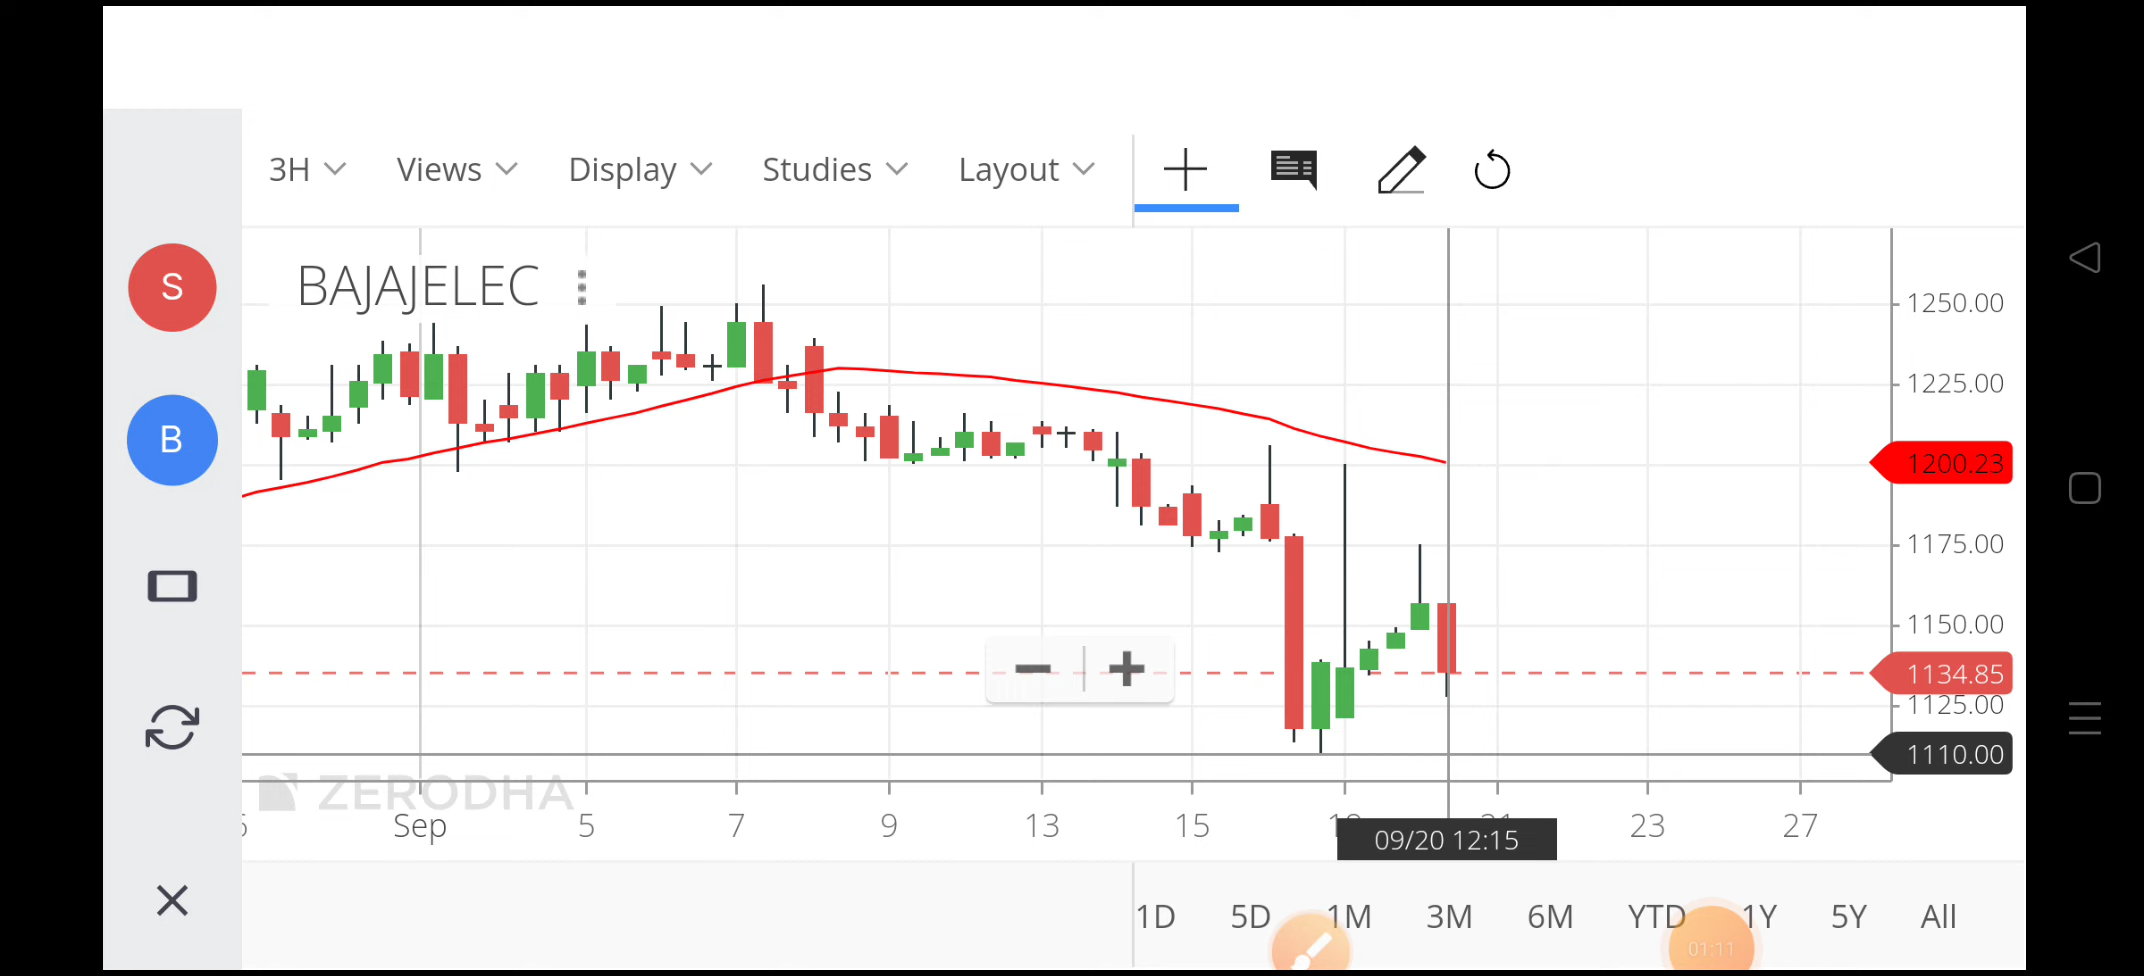 3H Views Display Studies Layout
BAJAJELEC
S
B
1250.00
1225.00
1200.23
1175.00
1150.00
1134.85
1125.00
1110.00
ZERODHA
Sep 5 7 9 13 15 23 27
09/20 12:15
1D 5D 1M 3M 6M YTD 1Y 5Y All
01:11